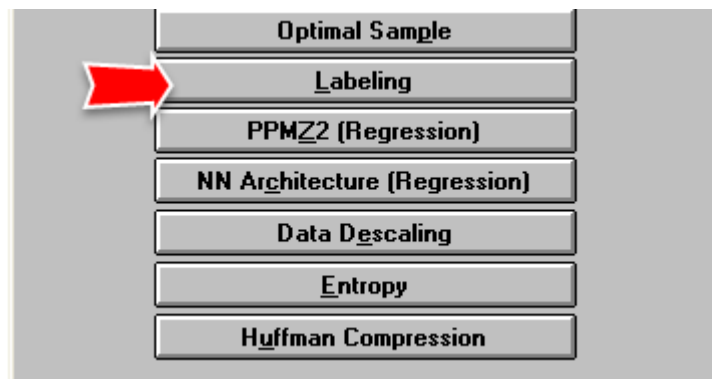 Optimal Sample
Labeling
PPMZ2 (Regression)
NN Architecture (Regression)
Data Descaling
Entropy
Huffman Compression